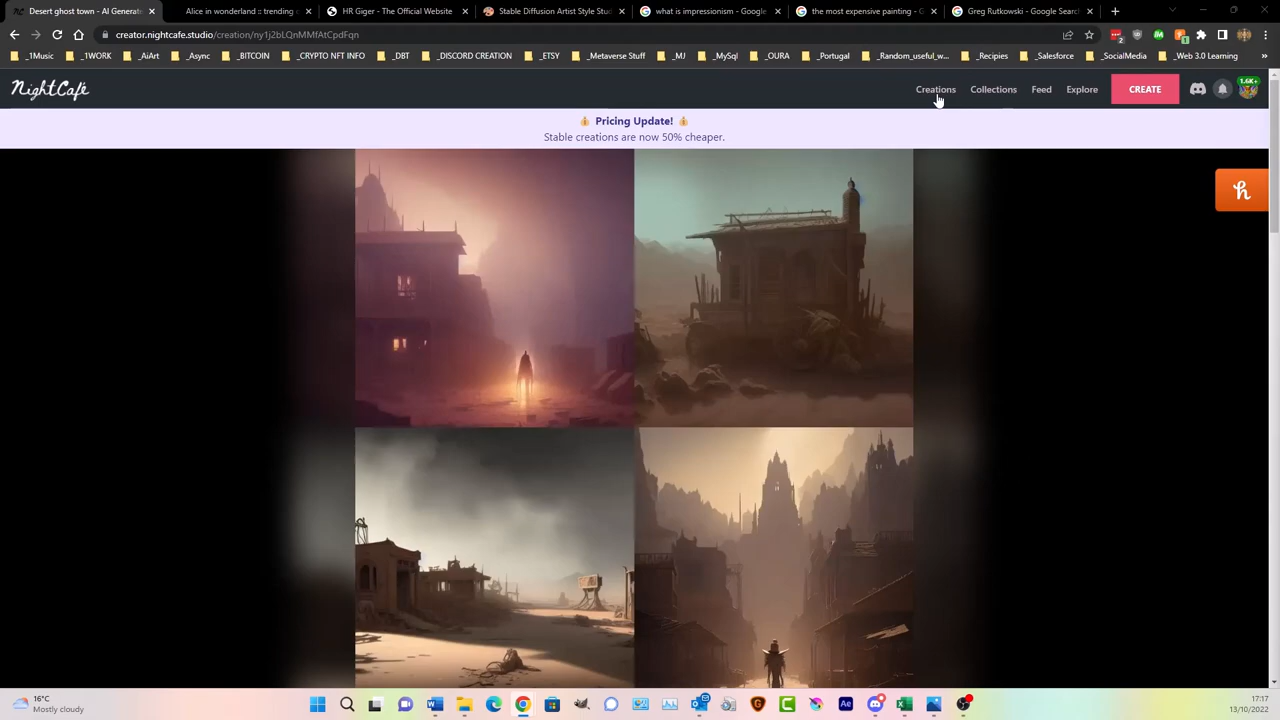 Desert ghost town - AI Generate
Alice in wonderland :: trending o
HR Giger - The Official Website
Stable Diffusion Artist Style Stud
what is impressionism - Google
the most expensive painting - G
Greg Rutkowski - Google Search
creator.nightcafe.studio/creation/ny1j2bLQnMMfAtCpdFqn
_1Music
_1WORK
_AiArt
_Async
_BITCOIN
_CRYPTO NFT INFO
_DBT
_DISCORD CREATION
_ETSY
_Metaverse Stuff
_MJ
_MySql
_OURA
_Portugal
_Random_useful_w...
_Recipies
_Salesforce
_SocialMedia
_Web 3.0 Learning
NightCafé
Creations
Collections
Feed
Explore
CREATE
1.6K+
Pricing Update!
Stable creations are now 50% cheaper.
h
16°C
Mostly cloudy
17:17
13/10/2022